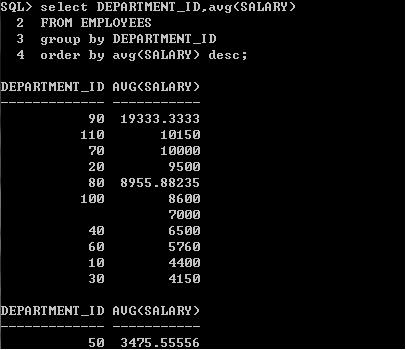 SQL> select DEPARTMENT_ID,avg(SALARY)
2 FROM EMPLOYEES
3 group by DEPARTMENT_ID
4 order by avg(SALARY) desc;
DEPARTMENT_ID AVG(SALARY)
------------- -----------
90 19333.3333
110 10150
70 10000
20 9500
80 8955.88235
100 8600
7000
40 6500
60 5760
10 4400
30 4150
DEPARTMENT_ID AVG(SALARY)
------------- -----------
50 3475.55556